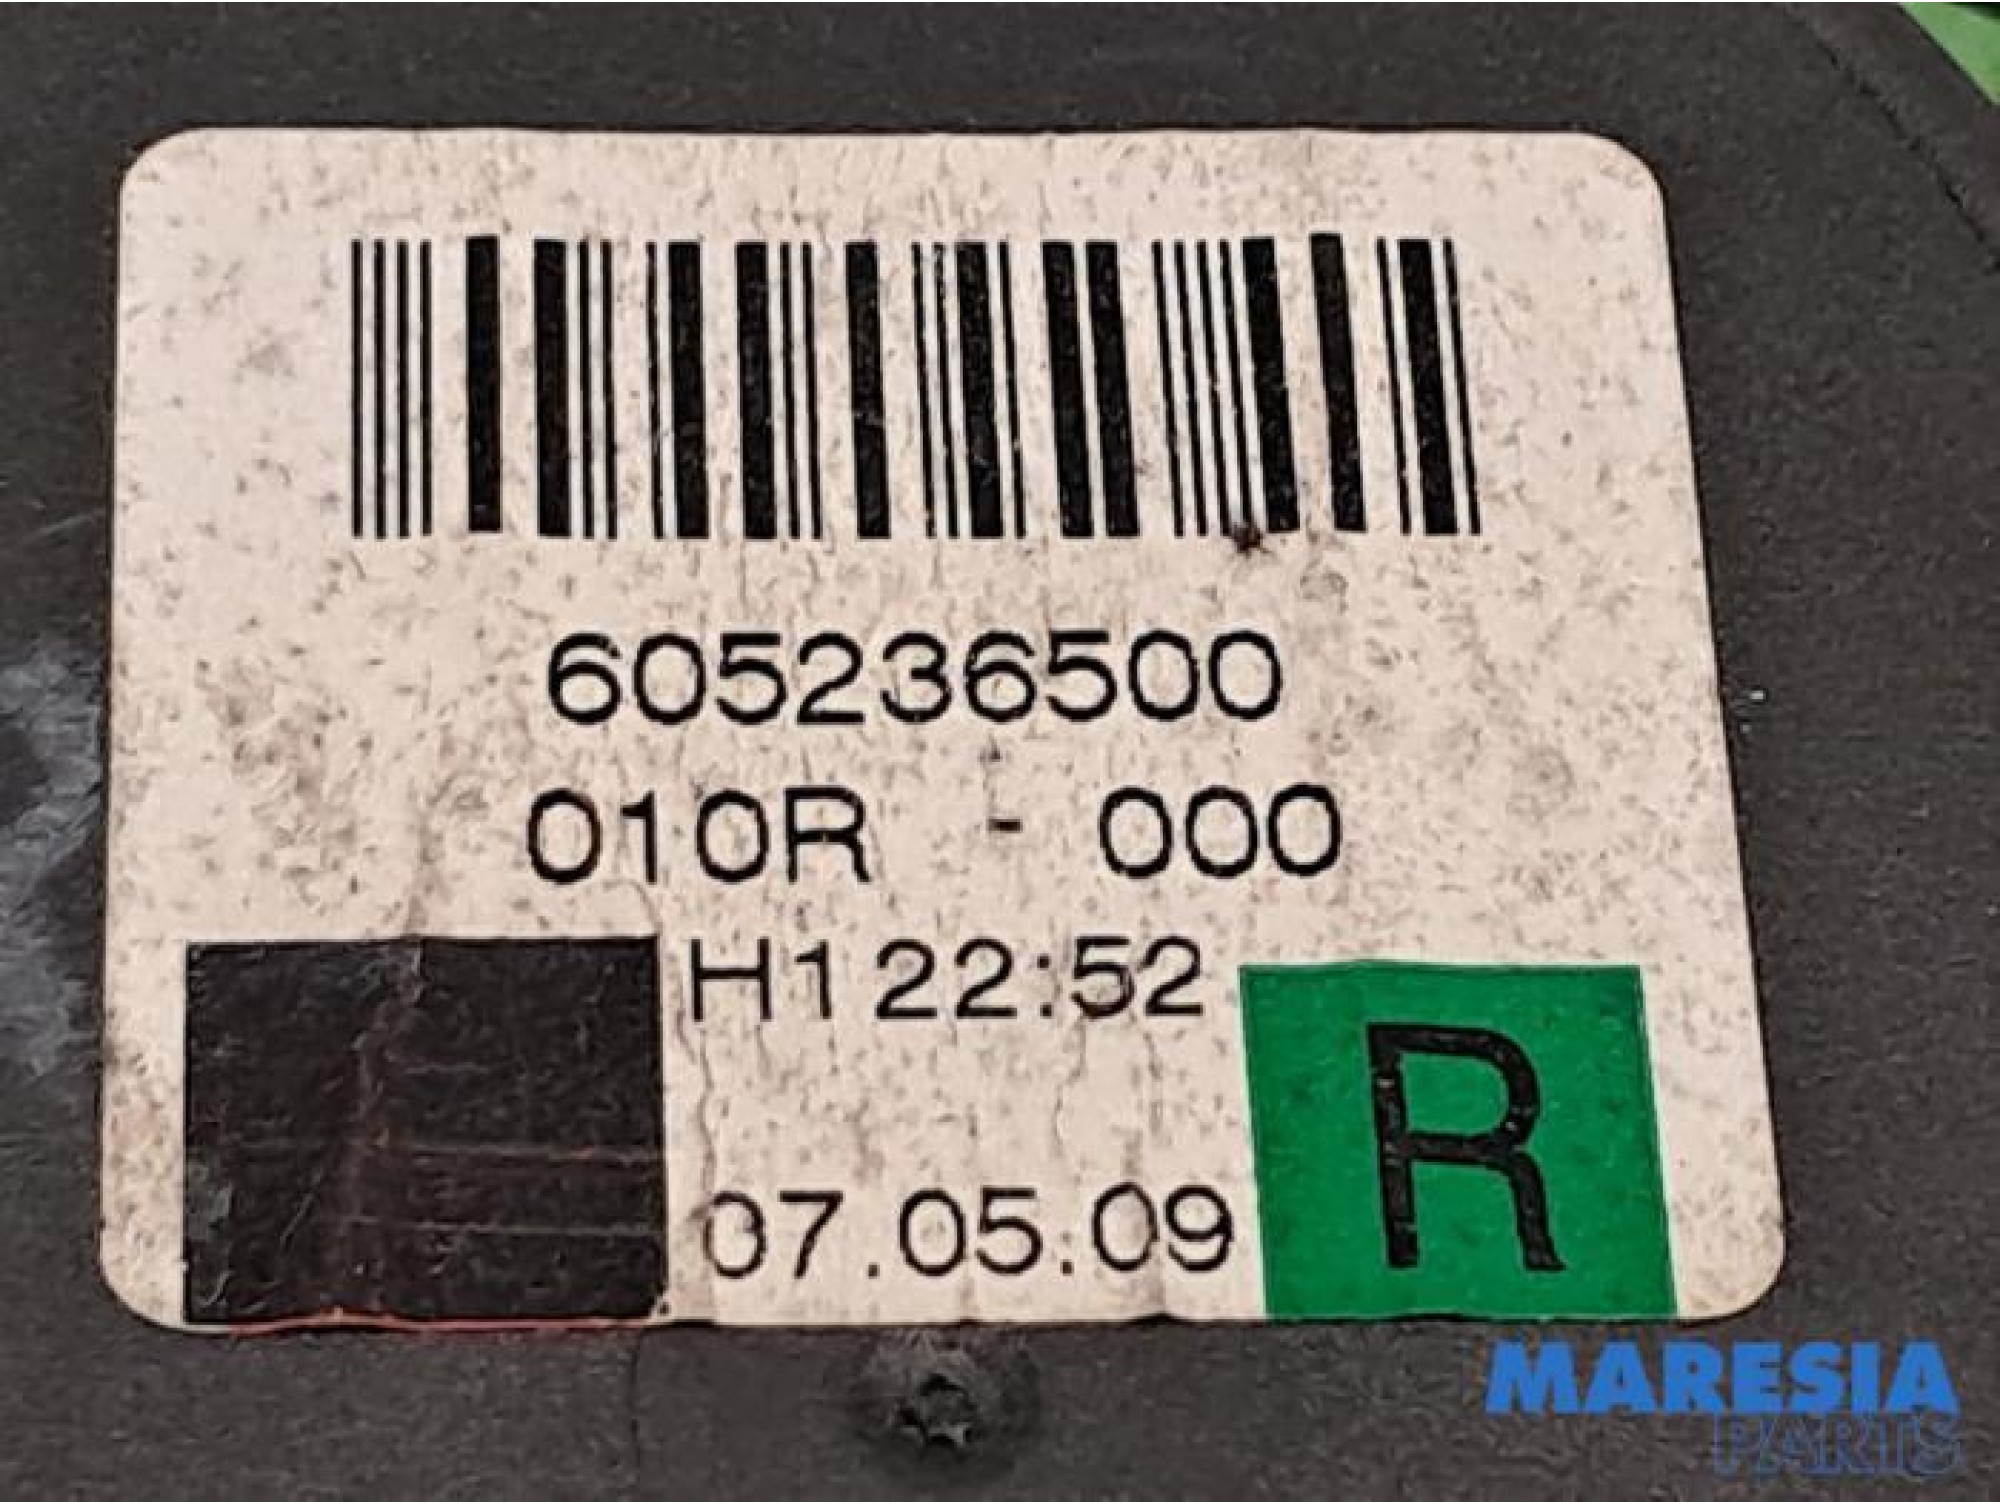 605236500
010R - 000
H1 22:52
07.05.09
R
MARESIA
PARTS